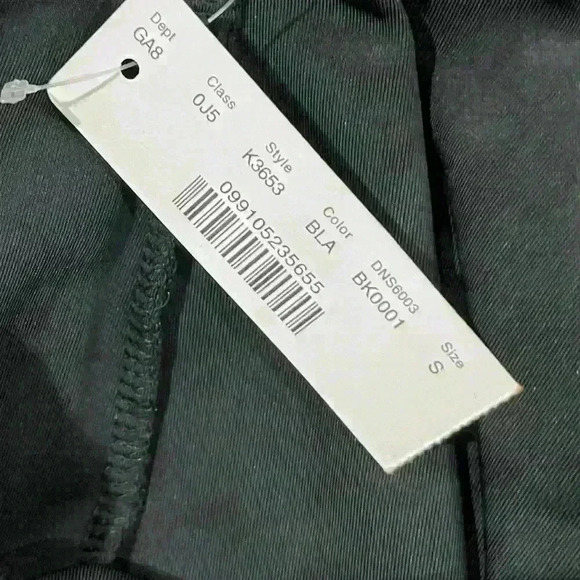 Dept Class Style Color DNS6003 Size
GA8 0J5 K3653 BLA BK0001 S
099105235655